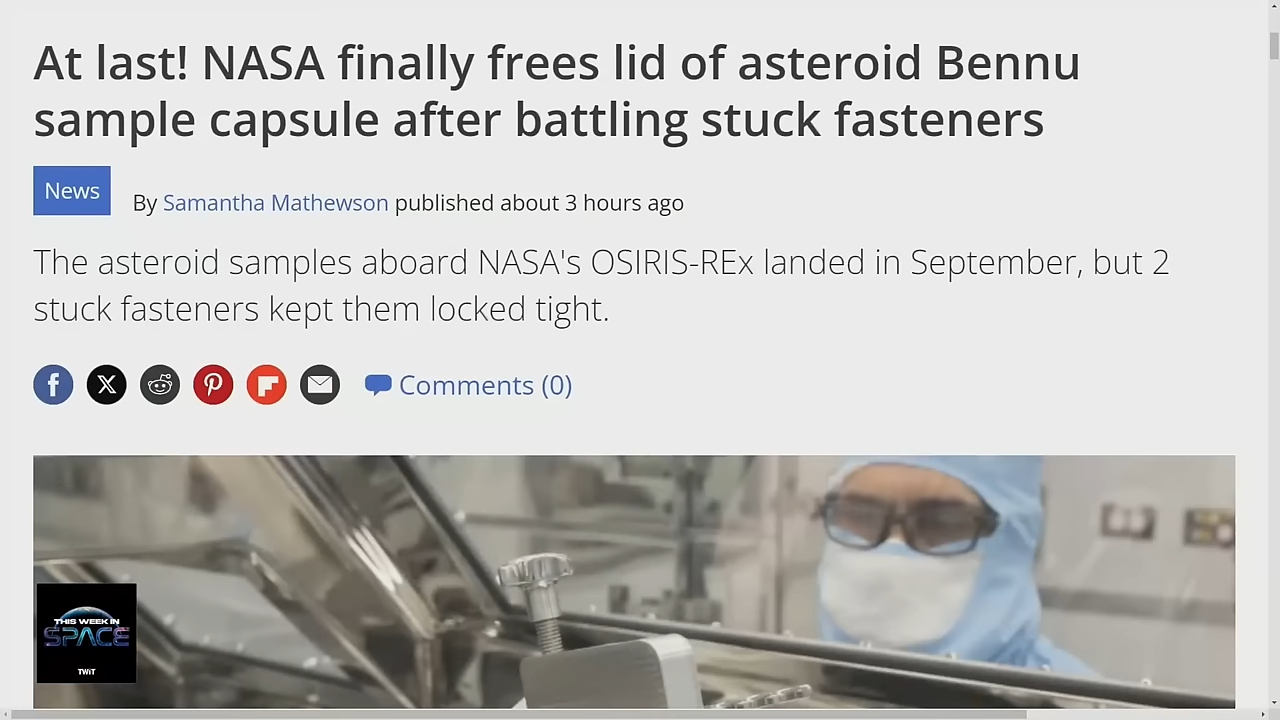 At last! NASA finally frees lid of asteroid Bennu
sample capsule after battling stuck fasteners
News
By Samantha Mathewson published about 3 hours ago
The asteroid samples aboard NASA's OSIRIS-REx landed in September, but 2
stuck fasteners kept them locked tight.
Comments (0)
THIS WEEK IN
SPACE
TWiT